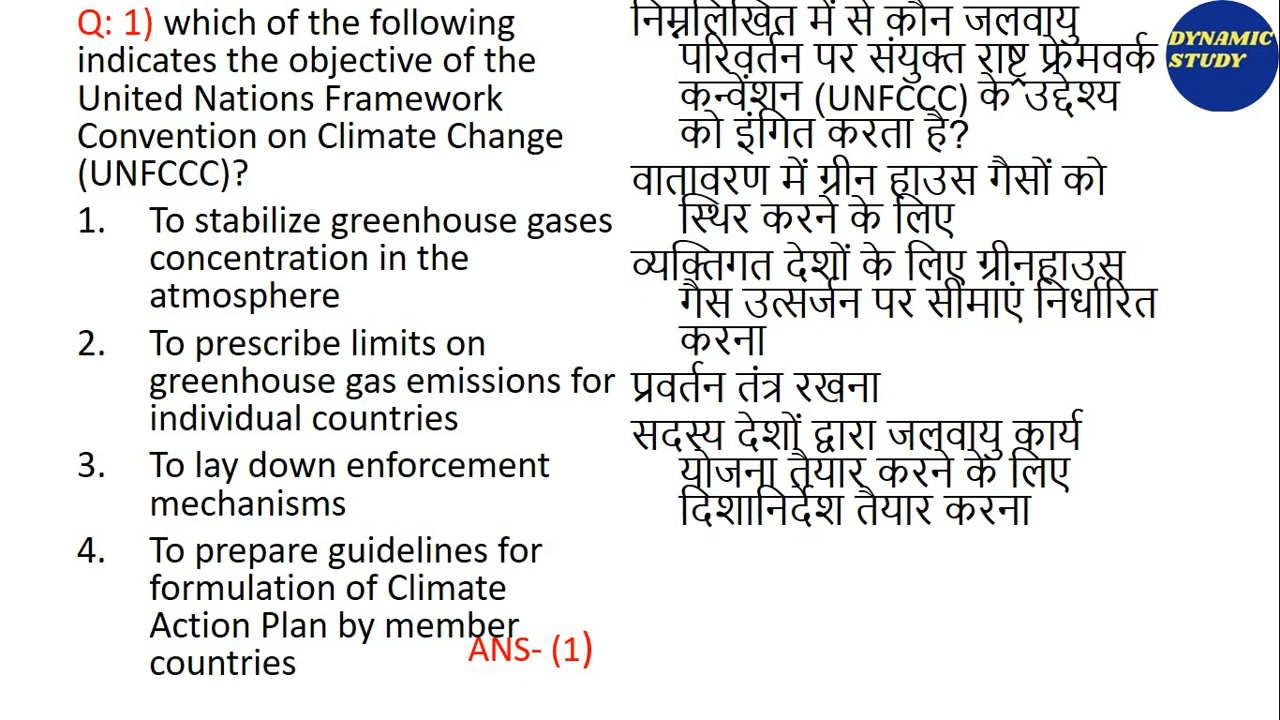 Q: 1) which of the following
indicates the objective of the
United Nations Framework
Convention on Climate Change
(UNFCCC)?
1. To stabilize greenhouse gases
concentration in the
atmosphere
2. To prescribe limits on
greenhouse gas emissions for
individual countries
3. To lay down enforcement
mechanisms
4. To prepare guidelines for
formulation of Climate
Action Plan by member
countries
ANS- (1)
निम्नलिखित में से कौन जलवायु
परिवर्तन पर संयुक्त राष्ट्र फ्रेमवर्क
कन्वेंशन (UNFCCC) के उद्देश्य
को इंगित करता है?
वातावरण में ग्रीन हाउस गैसों को
स्थिर करने के लिए
व्यक्तिगत देशों के लिए ग्रीनहाउस
गैस उत्सर्जन पर सीमाएं निर्धारित
करना
प्रवर्तन तंत्र रखना
सदस्य देशों द्वारा जलवायु कार्य
योजना तैयार करने के लिए
दिशानिर्देश तैयार करना
DYNAMIC
STUDY